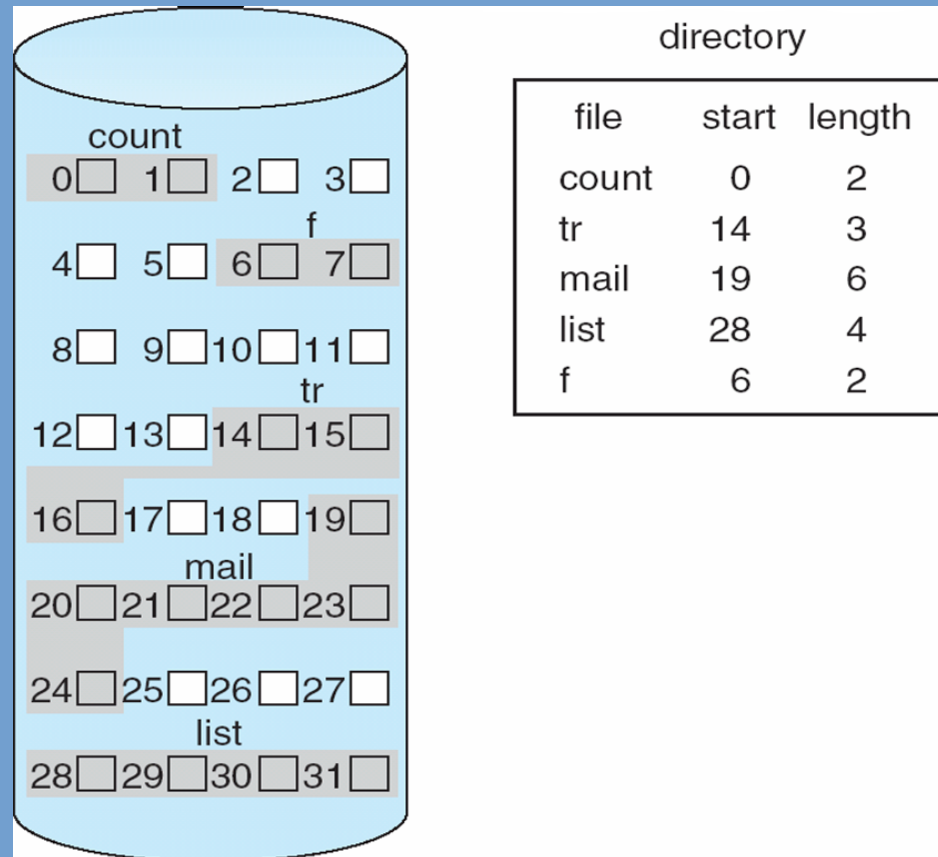 count
0 1 2 3
f
4 5 6 7
8 9 10 11
tr
12 13 14 15
16 17 18 19
mail
20 21 22 23
24 25 26 27
list
28 29 30 31
directory
file start length
count 0 2
tr 14 3
mail 19 6
list 28 4
f 6 2